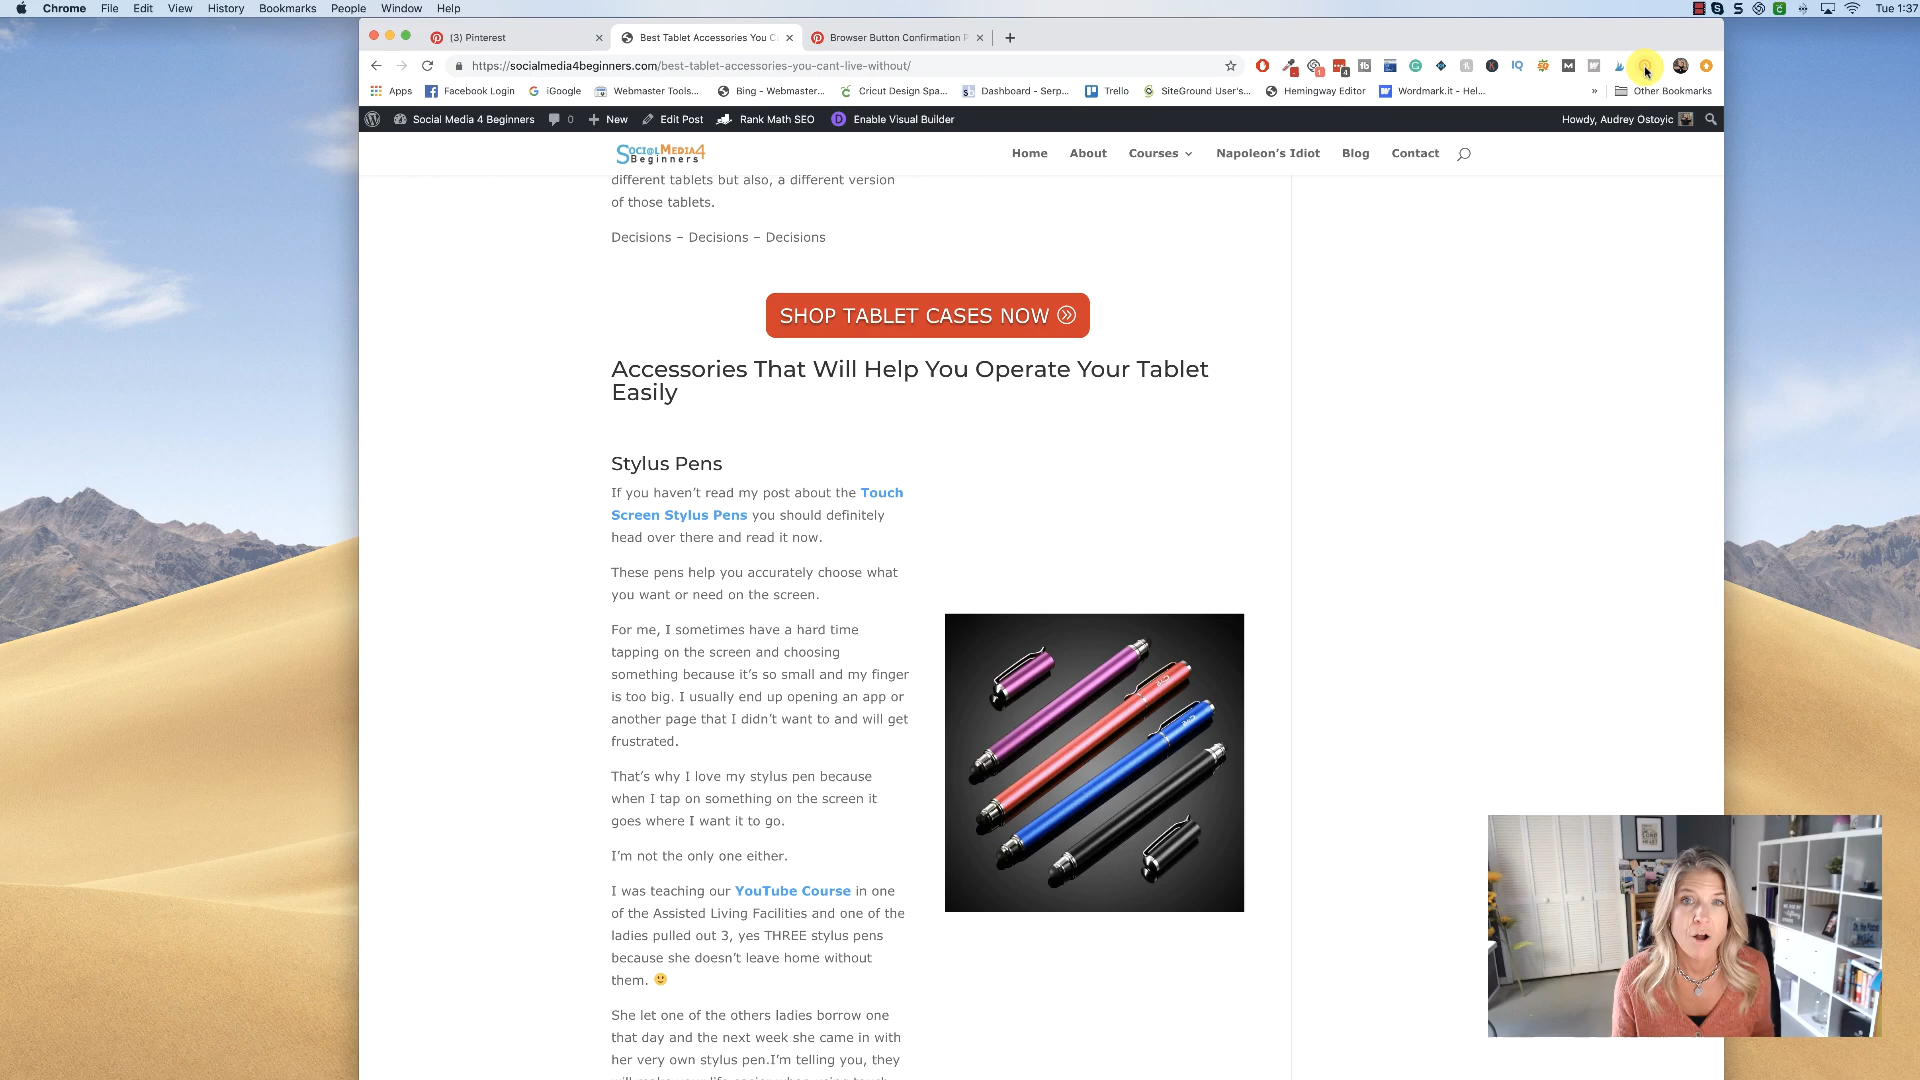 Chrome File Edit View History Bookmarks People Window Help
Tue 1:37
(3) Pinterest
Best Tablet Accessories You C
Browser Button Confirmation P
https://socialmedia4beginners.com/best-tablet-accessories-you-cant-live-without/
Apps Facebook Login iGoogle Webmaster Tools... Bing - Webmaster... Cricut Design Spa... Dashboard - Serp... Trello SiteGround User's... Hemingway Editor Wordmark.it - Hel... » Other Bookmarks
Social Media 4 Beginners 0 New Edit Post Rank Math SEO Enable Visual Builder Howdy, Audrey Ostoyic
SocialMedia4
Beginners
Home About Courses Napoleon's Idiot Blog Contact
different tablets but also, a different version
of those tablets.
Decisions – Decisions – Decisions
SHOP TABLET CASES NOW
Accessories That Will Help You Operate Your Tablet
Easily
Stylus Pens
If you haven't read my post about the Touch
Screen Stylus Pens you should definitely
head over there and read it now.
These pens help you accurately choose what
you want or need on the screen.
For me, I sometimes have a hard time
tapping on the screen and choosing
something because it's so small and my finger
is too big. I usually end up opening an app or
another page that I didn't want to and will get
frustrated.
That's why I love my stylus pen because
when I tap on something on the screen it
goes where I want it to go.
I'm not the only one either.
I was teaching our YouTube Course in one
of the Assisted Living Facilities and one of the
ladies pulled out 3, yes THREE stylus pens
because she doesn't leave home without
them.
She let one of the others ladies borrow one
that day and the next week she came in with
her very own stylus pen.I'm telling you, they